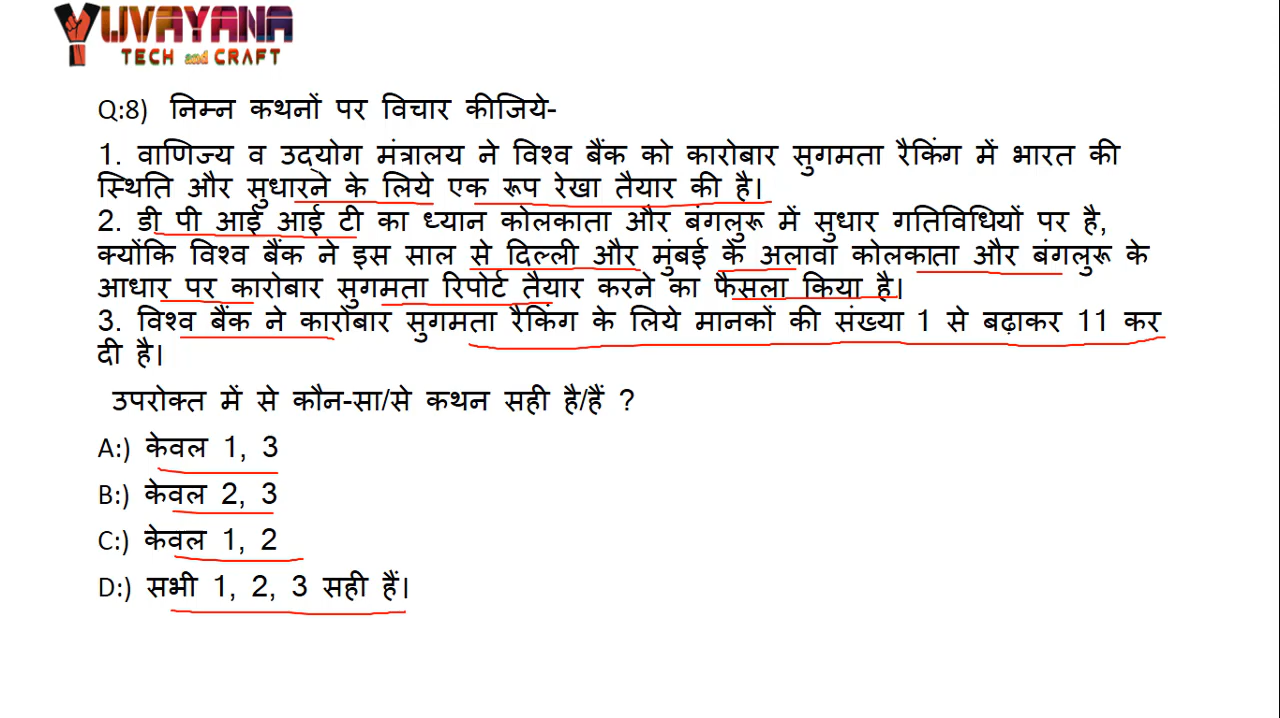 YUVAYANA
TECH and CRAFT
Q:8) निम्न कथनों पर विचार कीजिये-
1. वाणिज्य व उद्योग मंत्रालय ने विश्व बैंक को कारोबार सुगमता रैकिंग में भारत की
स्थिति और सुधारने के लिये एक रूप रेखा तैयार की है।
2. डी पी आई आई टी का ध्यान कोलकाता और बंगलुरू में सुधार गतिविधियों पर है,
क्योंकि विश्व बैंक ने इस साल से दिल्ली और मुंबई के अलावा कोलकाता और बंगलुरू के
आधार पर कारोबार सुगमता रिपोर्ट तैयार करने का फैसला किया है।
3. विश्व बैंक ने कारोबार सुगमता रैकिंग के लिये मानकों की संख्या 1 से बढ़ाकर 11 कर
दी है।
उपरोक्त में से कौन-सा/से कथन सही है/हैं ?
A:) केवल 1, 3
B:) केवल 2, 3
C:) केवल 1, 2
D:) सभी 1, 2, 3 सही हैं।